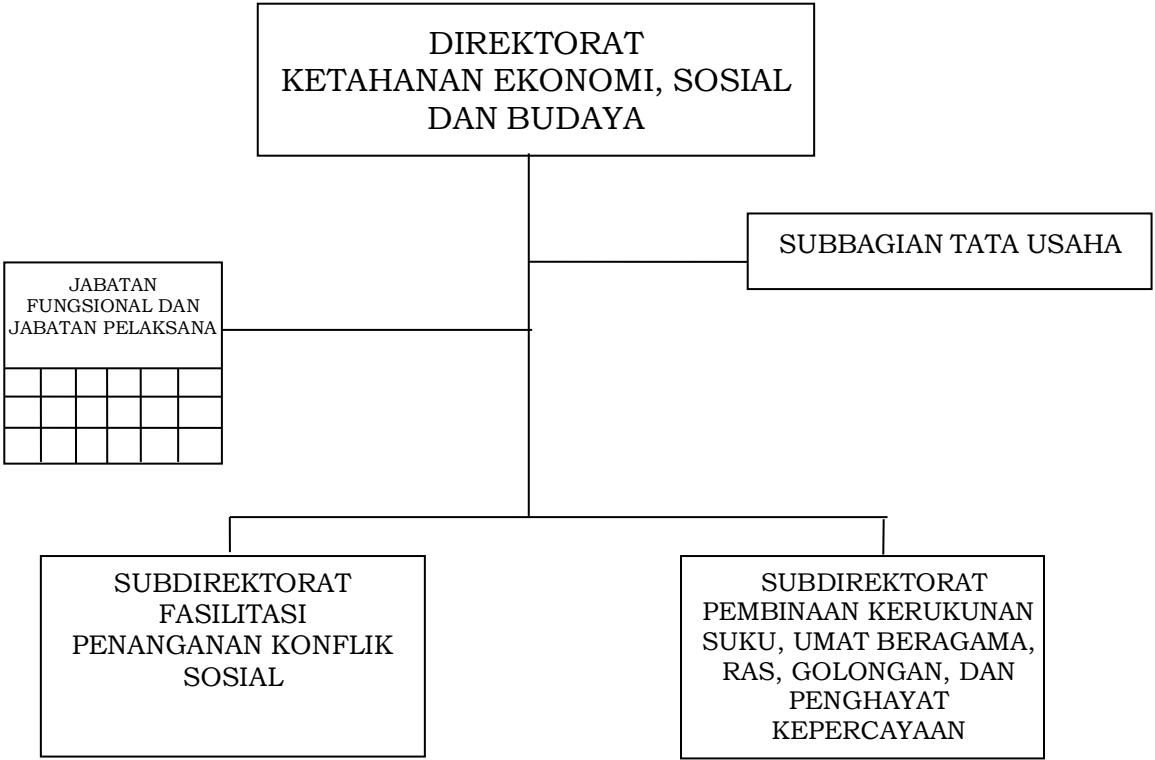 DIREKTORAT
KETAHANAN EKONOMI, SOSIAL
DAN BUDAYA
SUBBAGIAN TATA USAHA
JABATAN
FUNGSIONAL DAN
JABATAN PELAKSANA
SUBDIREKTORAT
FASILITASI
PENANGANAN KONFLIK
SOSIAL
SUBDIREKTORAT
PEMBINAAN KERUKUNAN
SUKU, UMAT BERAGAMA,
RAS, GOLONGAN, DAN
PENGHAYAT
KEPERCAYAAN